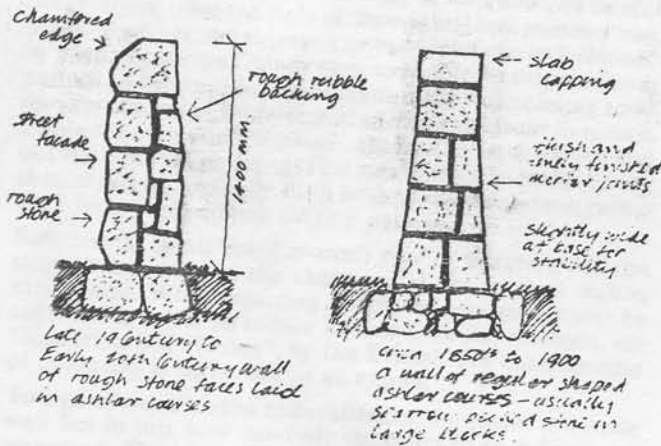 Chamfered
edge
rough rubble
backing
street
facade
rough
stone
1400 mm.
Late 19 Century to
Early 20th Century wall
of rough stone faces laid
in ashlar courses
slab
capping
flush and
finely finished
mortar joints
slightly wide
at base for
stability
circa 1850's to 1900
a wall of regular shaped
ashlar courses - usually
sparrow picked stone in
large blocks